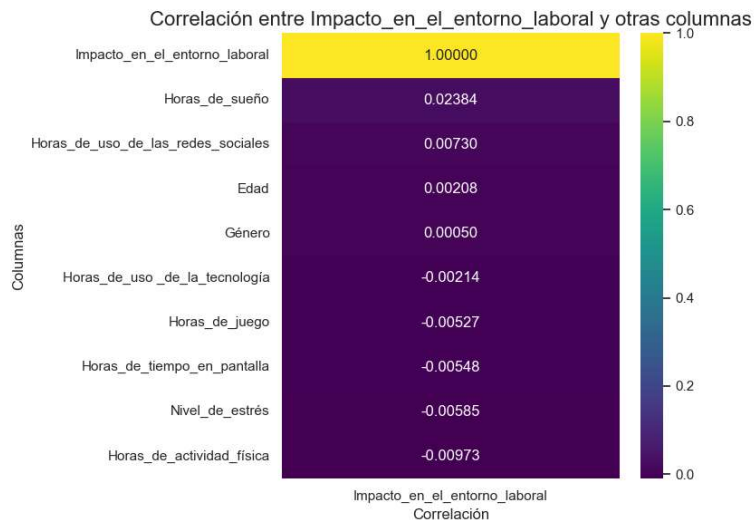 Correlación entre Impacto_en_el_entorno_laboral y otras columnas
Impacto_en_el_entorno_laboral 1.00000
Horas_de_sueño 0.02384
Horas_de_uso_de_las_redes_sociales 0.00730
Edad 0.00208
Género 0.00050
Horas_de_uso _de_la_tecnología -0.00214
Horas_de_juego -0.00527
Horas_de_tiempo_en_pantalla -0.00548
Nivel_de_estrés -0.00585
Horas_de_actividad_física -0.00973
Columnas
Impacto_en_el_entorno_laboral
Correlación
1.0
0.8
0.6
0.4
0.2
0.0